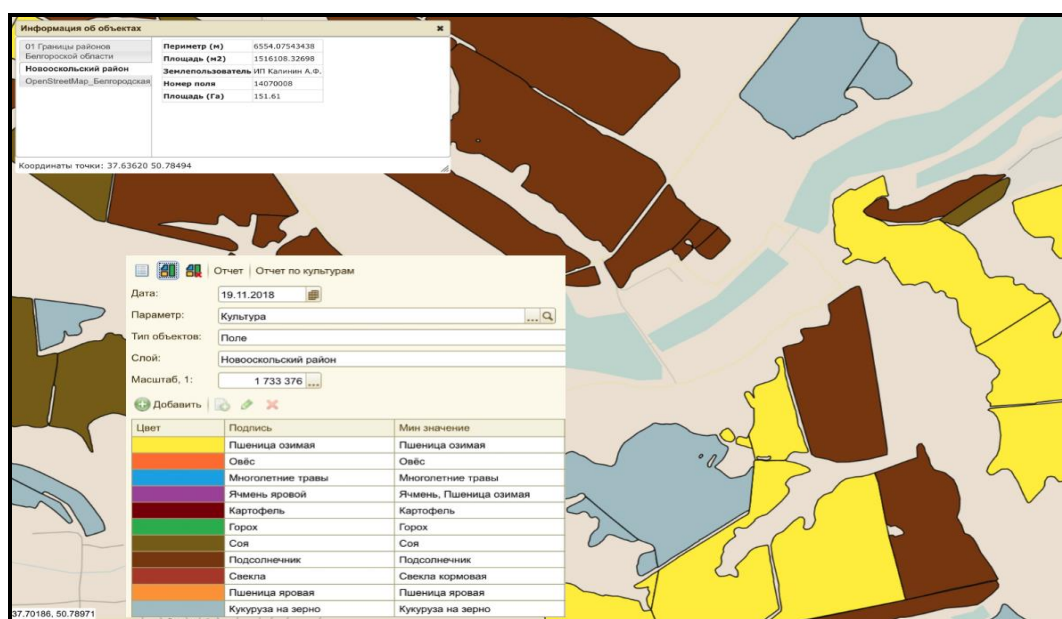 Информация об объектах
01 Границы районов Белгороской области
Новооскольский район
OpenStreetMap_Белгородская
Периметр (м) 6554,07543438
Площадь (м2) 1516108.32698
Землепользователь ИП Калинин А.Ф.
Номер поля 14070008
Площадь (Га) 151.61
Координаты точки: 37.63620 50.78494
Отчет Отчет по культурам
Дата: 19.11.2018
Параметр: Культура ...
Тип объектов: Поле
Слой: Новооскольский район
Масштаб, 1: 1 733 376 ...
Добавить
Цвет Подпись Мин значение
Пшеница озимая Пшеница озимая
Овёс Овёс
Многолетние травы Многолетние травы
Ячмень яровой Ячмень, Пшеница озимая
Картофель Картофель
Горох Горох
Соя Соя
Подсолнечник Подсолнечник
Свекла Свекла кормовая
Пшеница яровая Пшеница яровая
Кукуруза на зерно Кукуруза на зерно
37.70186, 50.78971